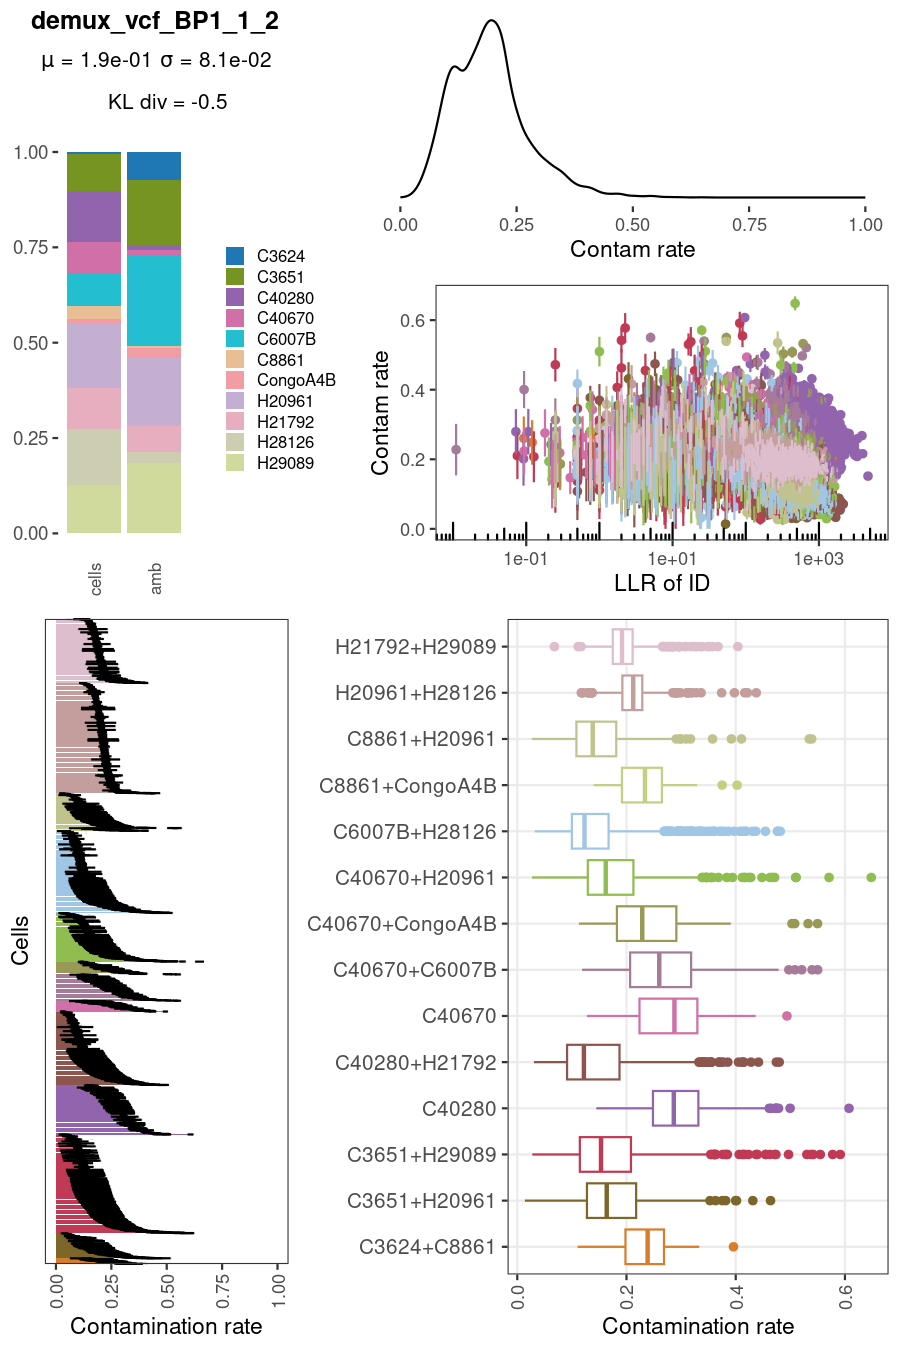 demux_vcf_BP1_1_2
μ = 1.9e-01 σ = 8.1e-02
KL div = -0.5
1.00
0.75
0.50
0.25
0.00
cells
amb
C3624
C3651
C40280
C40670
C6007B
C8861
CongoA4B
H20961
H21792
H28126
H29089
0.00 0.25 0.50 0.75 1.00
Contam rate
Contam rate
0.6
0.4
0.2
0.0
1e-01 1e+01 1e+03
LLR of ID
Cells
0.00 0.25 0.50 0.75 1.00
Contamination rate
H21792+H29089
H20961+H28126
C8861+H20961
C8861+CongoA4B
C6007B+H28126
C40670+H20961
C40670+CongoA4B
C40670+C6007B
C40670
C40280+H21792
C40280
C3651+H29089
C3651+H20961
C3624+C8861
0.0 0.2 0.4 0.6
Contamination rate